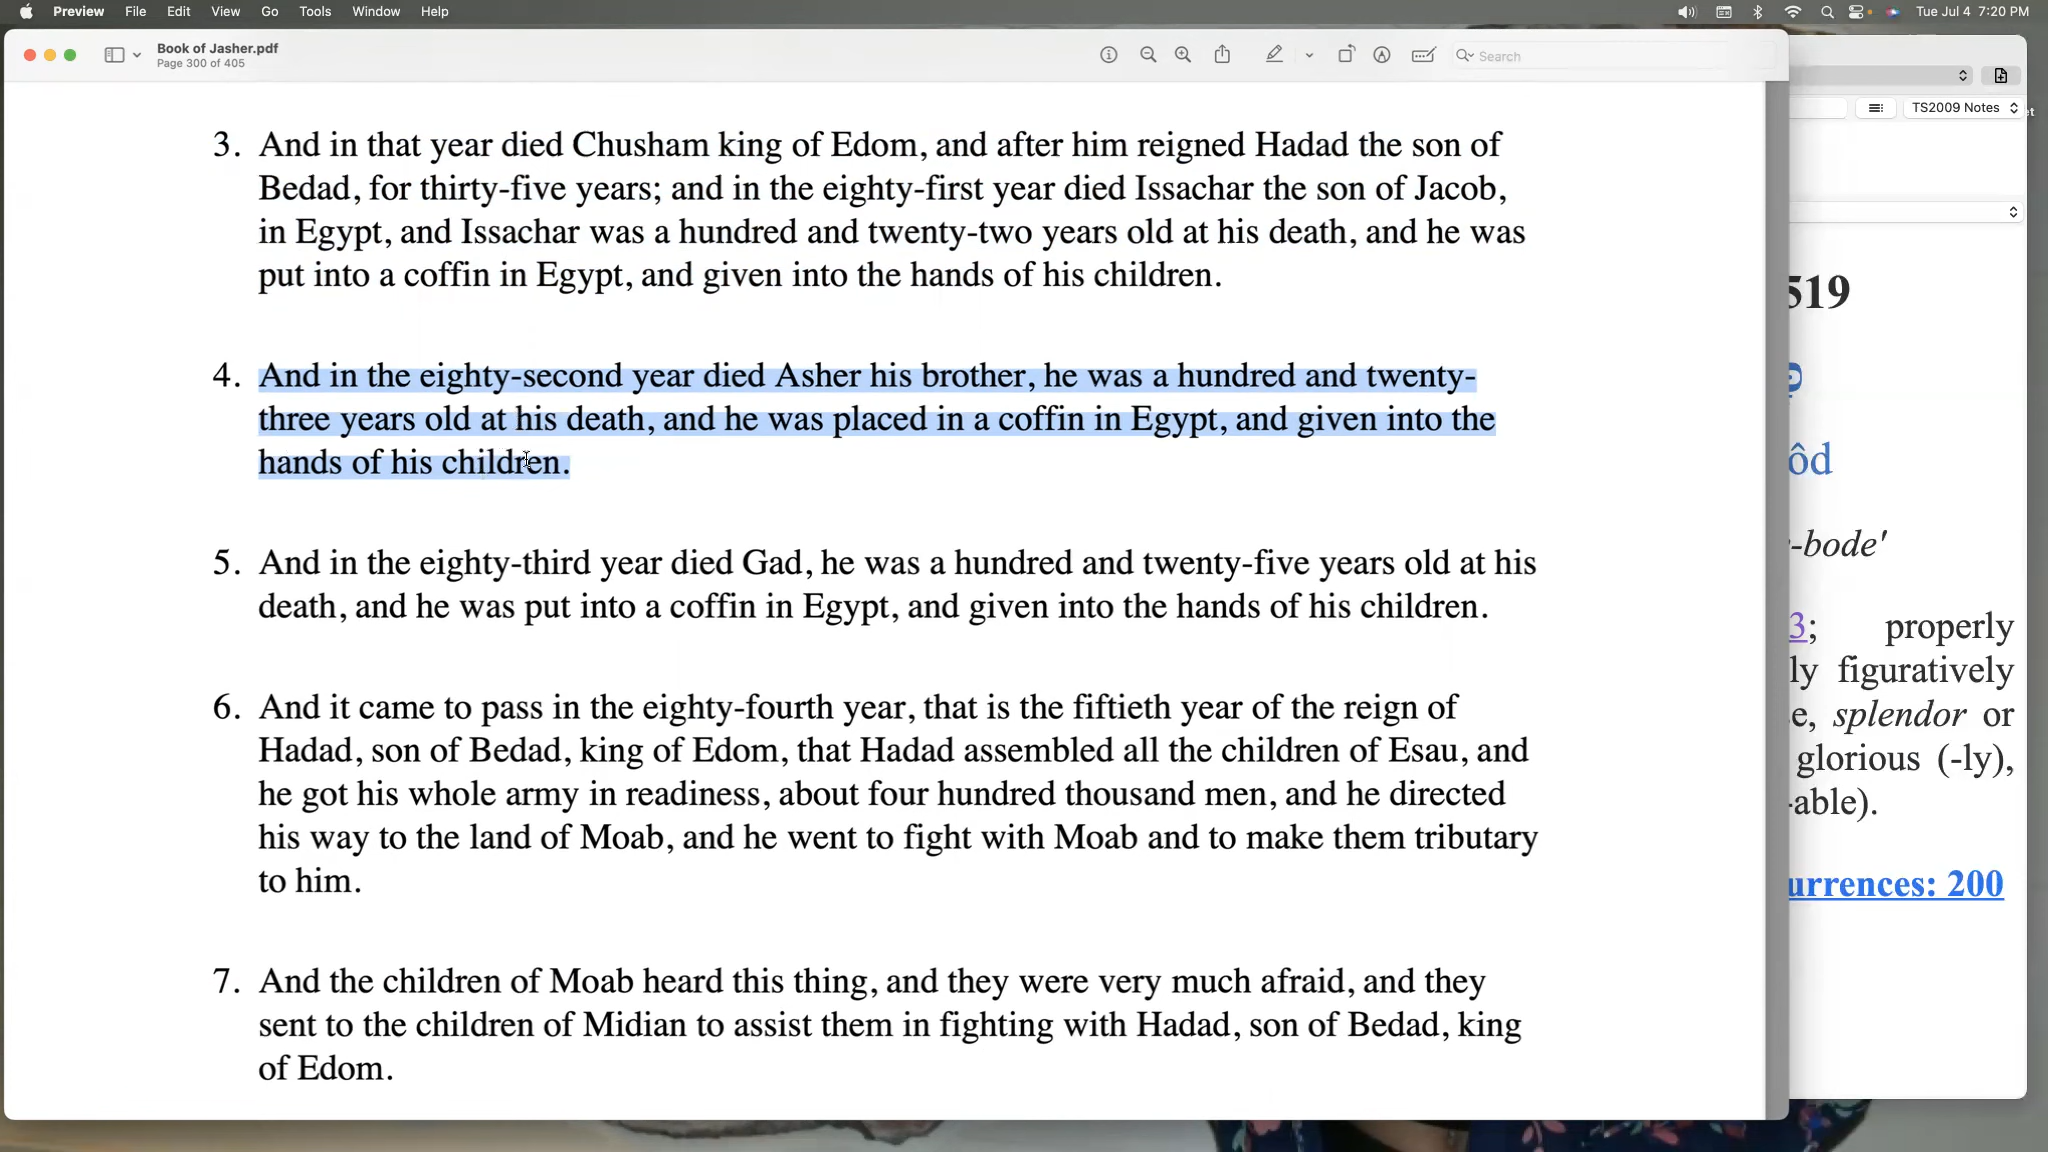 Preview File Edit View Go Tools Window Help
Tue Jul 4 7:20 PM
Book of Jasher.pdf
Page 300 of 405
Search
TS2009 Notes
3. And in that year died Chusham king of Edom, and after him reigned Hadad the son of
Bedad, for thirty-five years; and in the eighty-first year died Issachar the son of Jacob,
in Egypt, and Issachar was a hundred and twenty-two years old at his death, and he was
put into a coffin in Egypt, and given into the hands of his children.
4. And in the eighty-second year died Asher his brother, he was a hundred and twenty-
three years old at his death, and he was placed in a coffin in Egypt, and given into the
hands of his children.
5. And in the eighty-third year died Gad, he was a hundred and twenty-five years old at his
death, and he was put into a coffin in Egypt, and given into the hands of his children.
6. And it came to pass in the eighty-fourth year, that is the fiftieth year of the reign of
Hadad, son of Bedad, king of Edom, that Hadad assembled all the children of Esau, and
he got his whole army in readiness, about four hundred thousand men, and he directed
his way to the land of Moab, and he went to fight with Moab and to make them tributary
to him.
7. And the children of Moab heard this thing, and they were very much afraid, and they
sent to the children of Midian to assist them in fighting with Hadad, son of Bedad, king
of Edom.
519
ôd
-bode'
3; properly
ly figuratively
e, splendor or
glorious (-ly),
-able).
urrences: 200